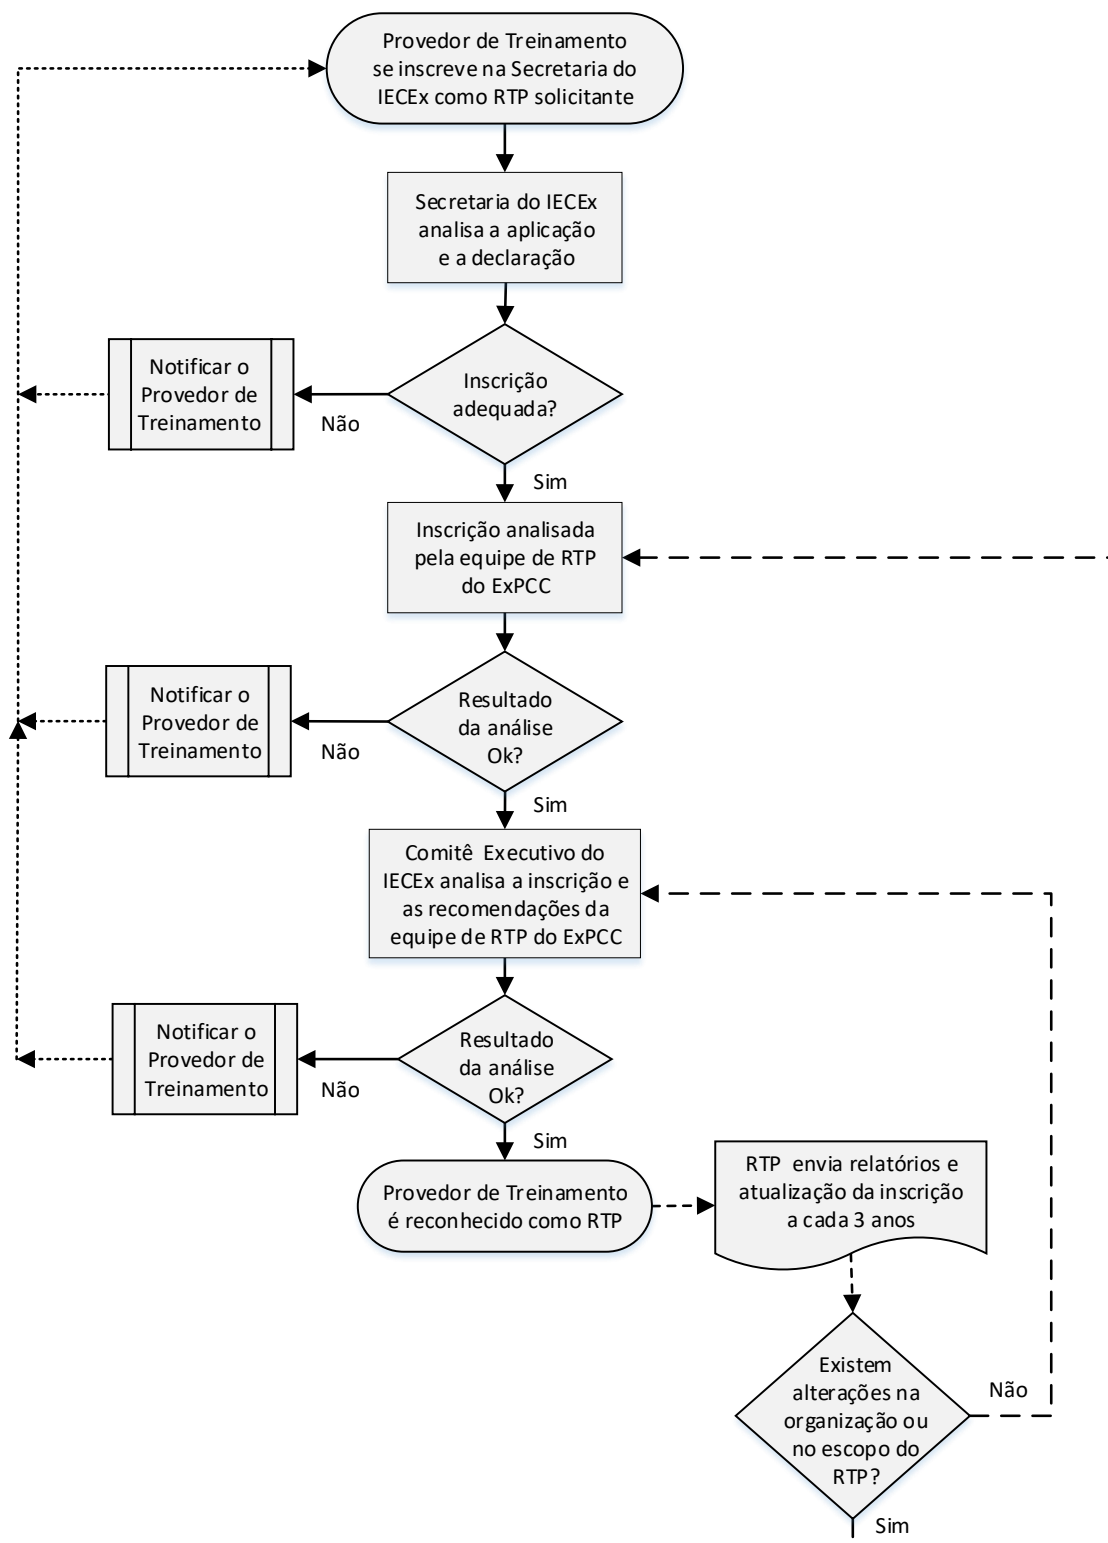 Provedor de Treinamento
se inscreve na Secretaria do
IECEx como RTP solicitante
Secretaria do IECEx
analisa a aplicação
e a declaração
Notificar o
Provedor de
Treinamento
Não
Inscrição
adequada?
Sim
Inscrição analisada
pela equipe de RTP
do ExPCC
Notificar o
Provedor de
Treinamento
Não
Resultado
da análise
Ok?
Sim
Comitê Executivo do
IECEx analisa a inscrição e
as recomendações da
equipe de RTP do ExPCC
Notificar o
Provedor de
Treinamento
Não
Resultado
da análise
Ok?
Sim
Provedor de Treinamento
é reconhecido como RTP
RTP envia relatórios e
atualização da inscrição
a cada 3 anos
Existem
alterações na
organização ou
no escopo do
RTP?
Não
Sim